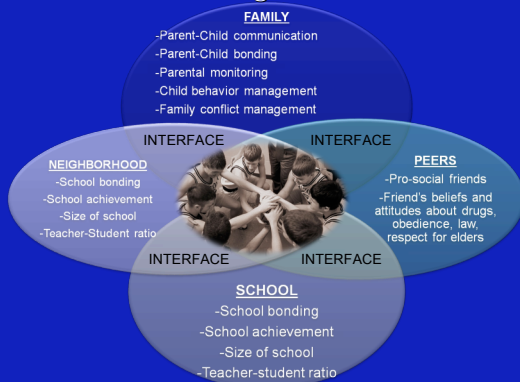 FAMILY
-Parent-Child communication
-Parent-Child bonding
-Parental monitoring
-Child behavior management
-Family conflict management
INTERFACE
INTERFACE
NEIGHBORHOOD
-School bonding
-School achievement
-Size of school
-Teacher-Student ratio
PEERS
-Pro-social friends
-Friend's beliefs and
attitudes about drugs,
obedience, law,
respect for elders
INTERFACE
INTERFACE
SCHOOL
-School bonding
-School achievement
-Size of school
-Teacher-student ratio